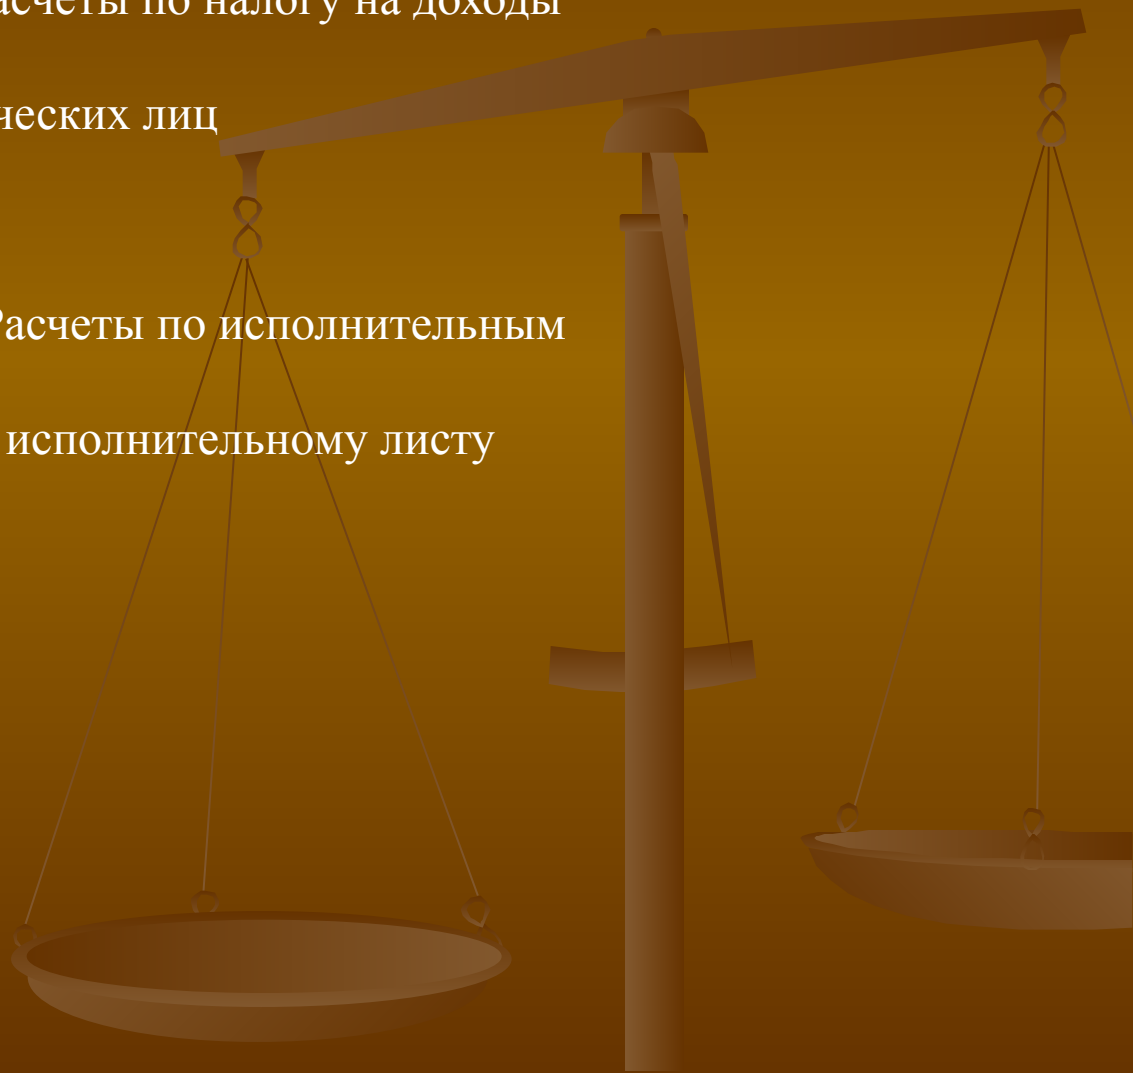 асчеты по налогу на доходы
ческих лиц
Расчеты по исполнительным
исполнительному листу